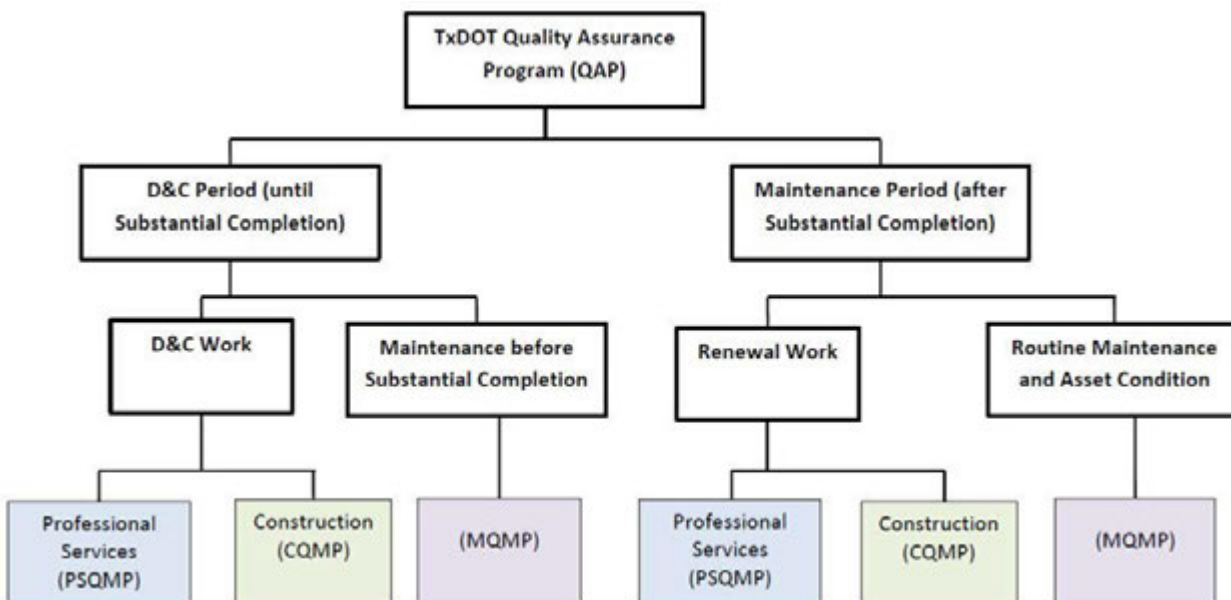 TxDOT Quality Assurance
Program (QAP)
D&C Period (until
Substantial Completion)
Maintenance Period (after
Substantial Completion)
D&C Work
Maintenance before
Substantial Completion
Renewal Work
Routine Maintenance
and Asset Condition
Professional
Services
(PSQMP)
Construction
(CQMP)
(MQMP)
Professional
Services
(PSQMP)
Construction
(CQMP)
(MQMP)